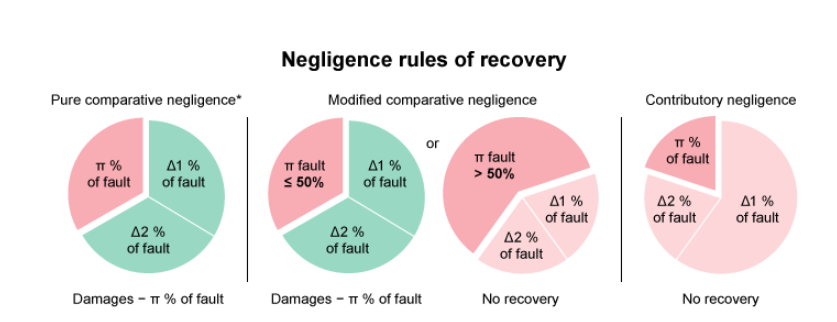 Negligence rules of recovery
Pure comparative negligence*
π %
of fault
Δ1 %
of fault
Δ2 %
of fault
Damages − π % of fault
Modified comparative negligence
π fault
≤ 50%
Δ1 %
of fault
Δ2 %
of fault
Damages − π % of fault
or
π fault
> 50%
Δ1 %
of fault
Δ2 %
of fault
No recovery
Contributory negligence
π %
of fault
Δ2 %
of fault
Δ1 %
of fault
No recovery